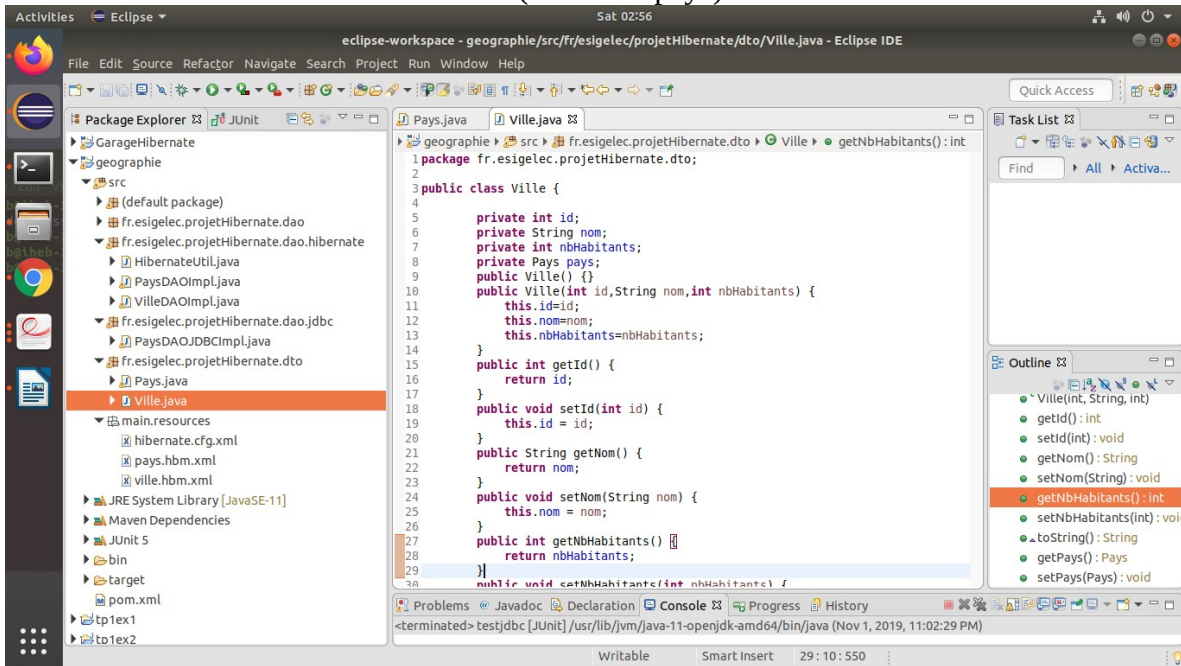 Activities Eclipse Sat 02:56
eclipse-workspace - geographie/src/fr/esigelec/projetHibernate/dto/Ville.java - Eclipse IDE
File Edit Source Refactor Navigate Search Project Run Window Help
Quick Access
Package Explorer JUnit
GarageHibernate
geographie
src
(default package)
fr.esigelec.projetHibernate.dao
fr.esigelec.projetHibernate.dao.hibernate
HibernateUtil.java
PaysDAOImpl.java
VilleDAOImpl.java
fr.esigelec.projetHibernate.dao.jdbc
PaysDAOJDBCImpl.java
fr.esigelec.projetHibernate.dto
Pays.java
Ville.java
main.resources
hibernate.cfg.xml
pays.hbm.xml
ville.hbm.xml
JRE System Library [JavaSE-11]
Maven Dependencies
JUnit 5
bin
target
pom.xml
tp1ex1
tp1ex2
Pays.java Ville.java
geographie src fr.esigelec.projetHibernate.dto Ville getNbHabitants() : int
1 package fr.esigelec.projetHibernate.dto;
2
3 public class Ville {
4
5 private int id;
6 private String nom;
7 private int nbHabitants;
8 private Pays pays;
9 public Ville() {}
10 public Ville(int id,String nom,int nbHabitants) {
11 this.id=id;
12 this.nom=nom;
13 this.nbHabitants=nbHabitants;
14 }
15 public int getId() {
16 return id;
17 }
18 public void setId(int id) {
19 this.id = id;
20 }
21 public String getNom() {
22 return nom;
23 }
24 public void setNom(String nom) {
25 this.nom = nom;
26 }
27 public int getNbHabitants() {
28 return nbHabitants;
29 }
30 public void setNbHabitants(int nbHabitants) {
Task List
Find All Activa...
Outline
Ville(int, String, int)
getId() : int
setId(int) : void
getNom() : String
setNom(String) : void
getNbHabitants() : int
setNbHabitants(int) : voi
toString() : String
getPays() : Pays
setPays(Pays) : void
Problems Javadoc Declaration Console Progress History
<terminated> testjdbc [JUnit] /usr/lib/jvm/java-11-openjdk-amd64/bin/java (Nov 1, 2019, 11:02:29 PM)
Writable Smart Insert 29 : 10 : 550